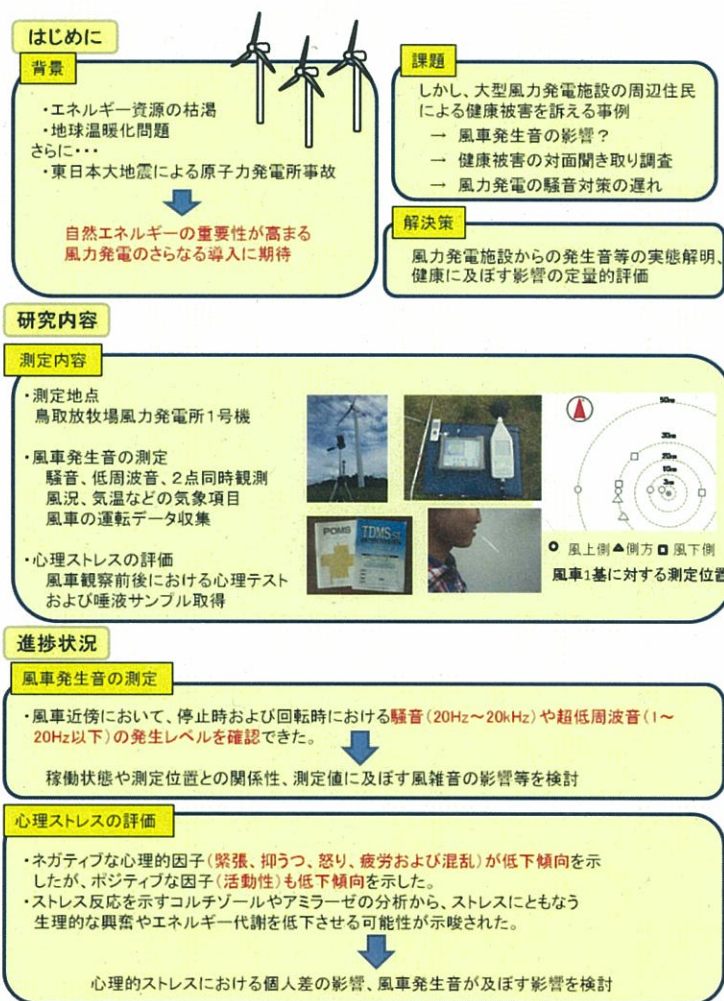 はじめに
背景
・エネルギー資源の枯渇
・地球温暖化問題
さらに・・・
・東日本大地震による原子力発電所事故
自然エネルギーの重要性が高まる
風力発電のさらなる導入に期待
課題
しかし、大型風力発電施設の周辺住民
による健康被害を訴える事例
→ 風車発生音の影響？
→ 健康被害の対面聞き取り調査
→ 風力発電の騒音対策の遅れ
解決策
風力発電施設からの発生音等の実態解明、
健康に及ぼす影響の定量的評価
研究内容
測定内容
・測定地点
鳥取放牧場風力発電所1号機
・風車発生音の測定
騒音、低周波音、2点同時観測
風況、気温などの気象項目
風車の運転データ収集
・心理ストレスの評価
風車観察前後における心理テスト
および唾液サンプル取得
POMS
TDMS
50m
30m
20m
10m
風上側 側方 風下側
風車1基に対する測定位置
進捗状況
風車発生音の測定
・風車近傍において、停止時および回転時における騒音(20Hz～20kHz)や超低周波音(1～
20Hz以下)の発生レベルを確認できた。
稼働状態や測定位置との関係性、測定値に及ぼす風雑音の影響等を検討
心理ストレスの評価
・ネガティブな心理的因子(緊張、抑うつ、怒り、疲労および混乱)が低下傾向を示
したが、ポジティブな因子(活動性)も低下傾向を示した。
・ストレス反応を示すコルチゾールやアミラーゼの分析から、ストレスにともなう
生理的な興奮やエネルギー代謝を低下させる可能性が示唆された。
心理的ストレスにおける個人差の影響、風車発生音が及ぼす影響を検討